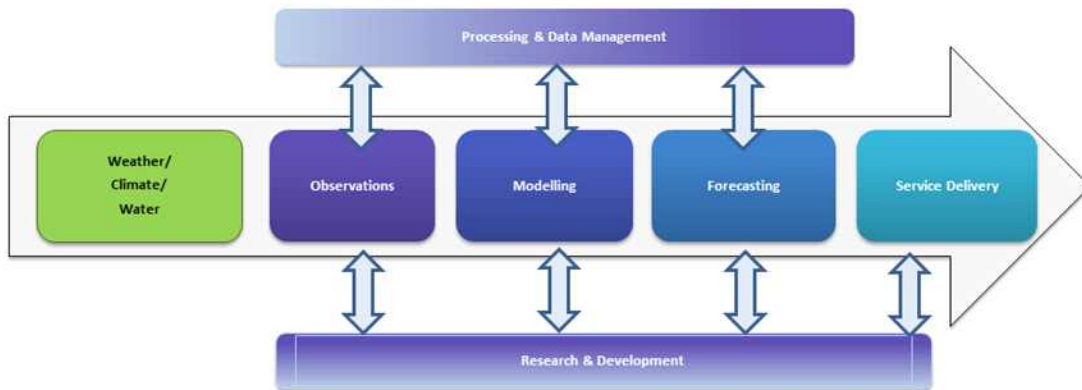 Processing & Data Management
Weather/
Climate/
Water
Observations
Modelling
Forecasting
Service Delivery
Research & Development